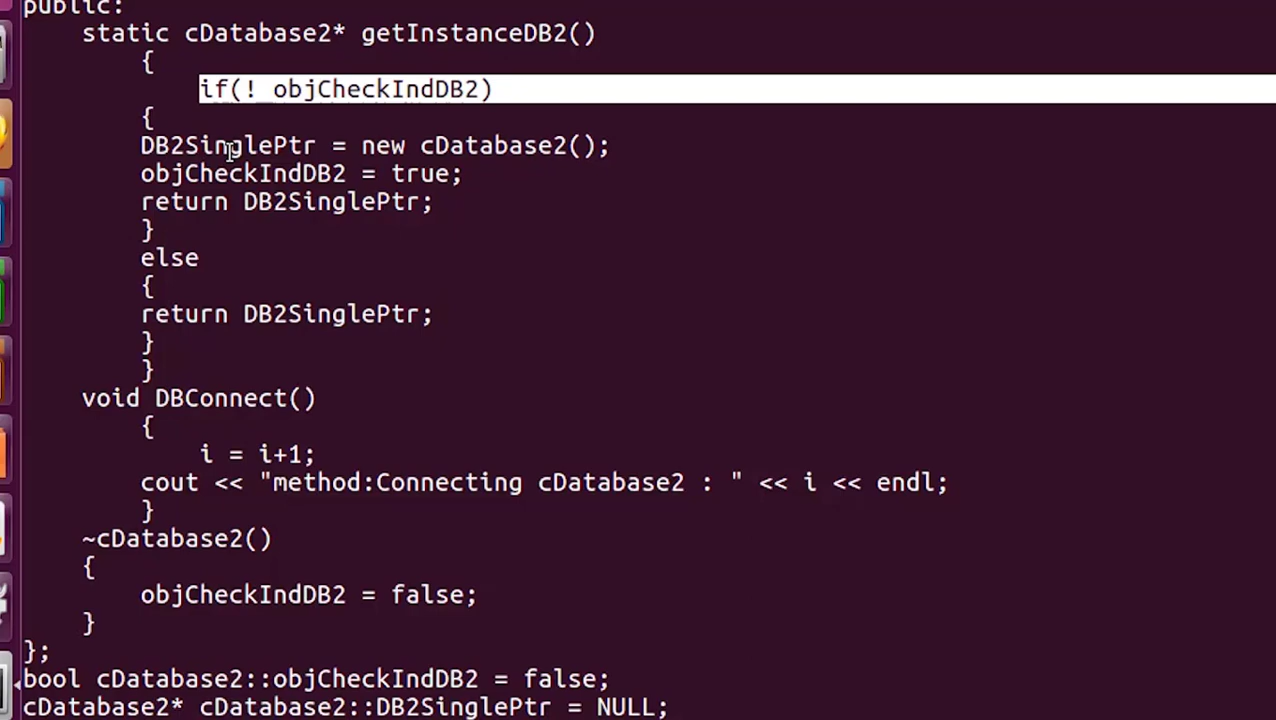 public:
static cDatabase2* getInstanceDB2()
{
if(! objCheckIndDB2)
{
DB2SinglePtr = new cDatabase2();
objCheckIndDB2 = true;
return DB2SinglePtr;
}
else
{
return DB2SinglePtr;
}
}
void DBConnect()
{
i = i+1;
cout << "method:Connecting cDatabase2 : " << i << endl;
}
~cDatabase2()
{
objCheckIndDB2 = false;
}
};
bool cDatabase2::objCheckIndDB2 = false;
cDatabase2* cDatabase2::DB2SinglePtr = NULL;